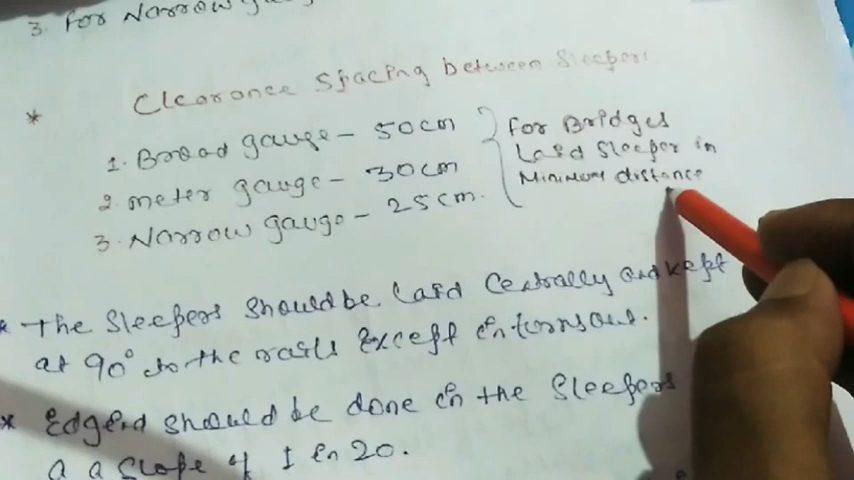 3. For Narrow
* Clearance Spacing between Sleepers
1. Broad gauge – 50cm
2. meter gauge – 30cm
3. Narrow gauge – 25cm.
For Bridges
Laid Sleeper in
Minimum distance
* The Sleepers Should be Laid Centrally and kept
at 90° to the rails Except in turnsout.
* Edgend should be done in the Sleepers
a a Slope of 1 in 20.